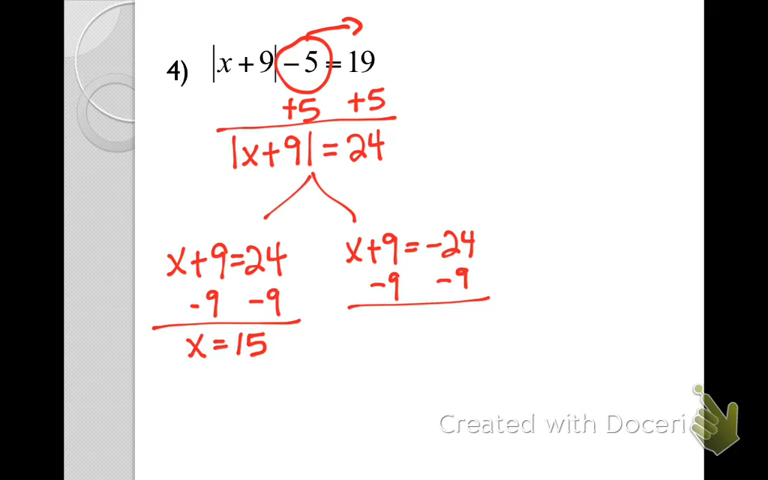 4) |x + 9| − 5 = 19
+5 +5
|x+9| = 24
x+9=24
-9 -9
x = 15
x+9=-24
-9 -9
Created with Doceri